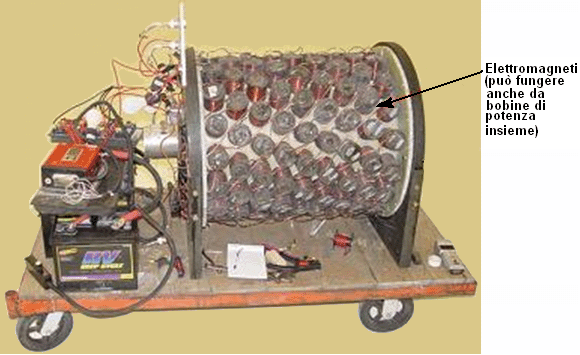 Elettromagneti
(può fungere
anche da
bobine di
potenza
insieme)